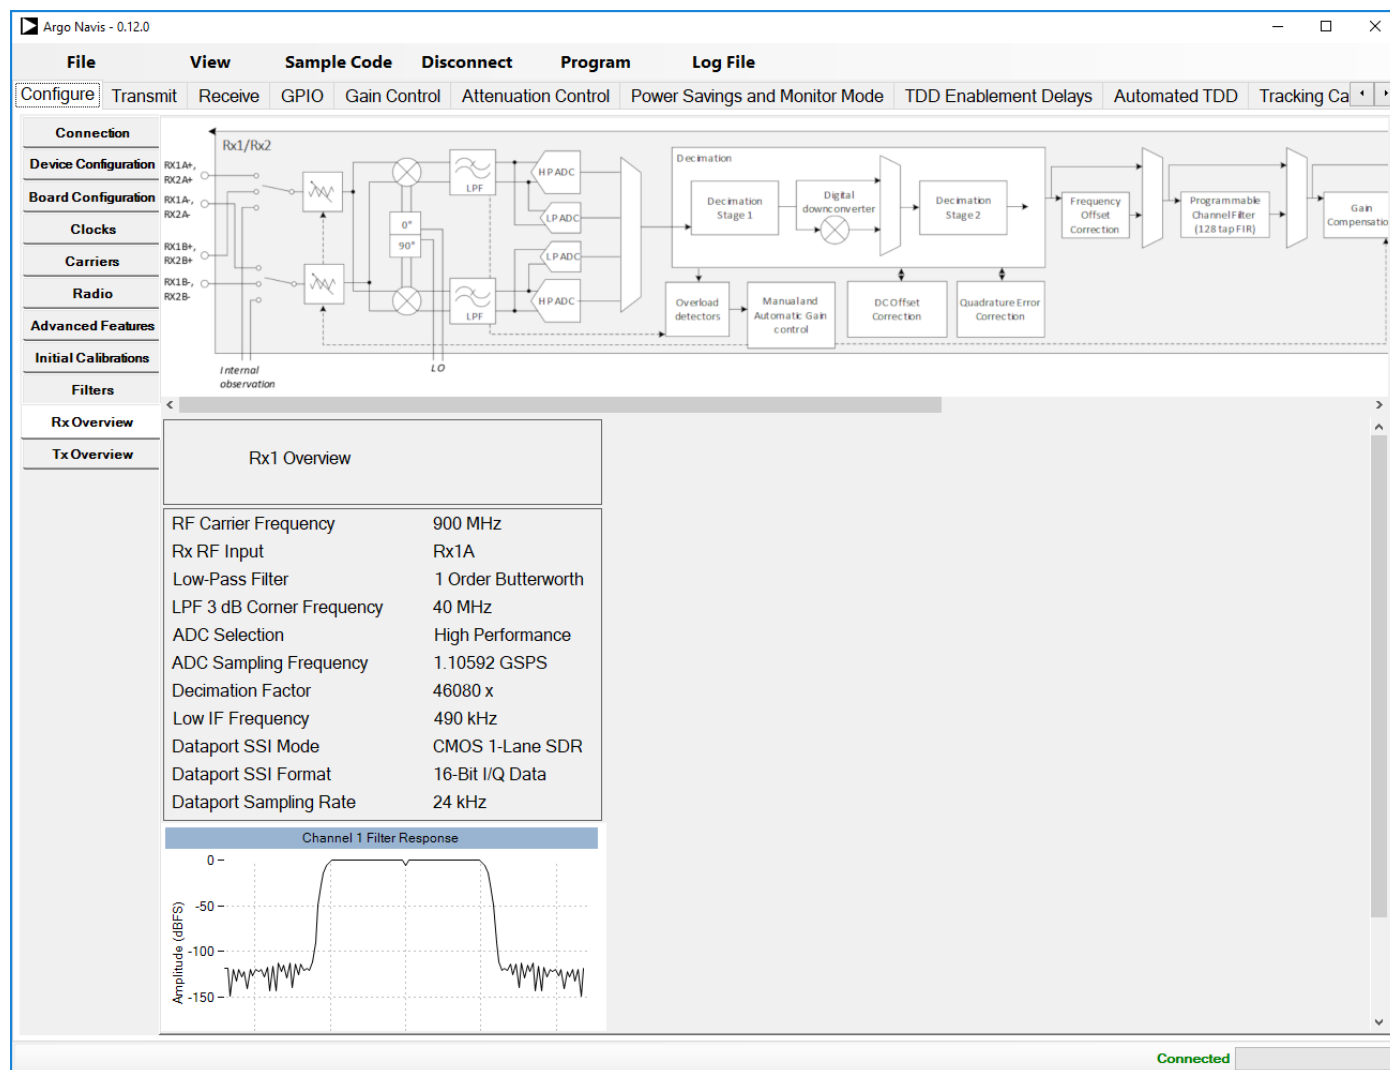 Argo Navis - 0.12.0
File View Sample Code Disconnect Program Log File
Configure Transmit Receive GPIO Gain Control Attenuation Control Power Savings and Monitor Mode TDD Enablement Delays Automated TDD Tracking Ca
Connection
Device Configuration
Board Configuration
Clocks
Carriers
Radio
Advanced Features
Initial Calibrations
Filters
Rx Overview
Tx Overview
Rx1/Rx2
RX1A+,
RX2A+
RX1A-,
RX2A-
RX1B+,
RX2B+
RX1B-,
RX2B-
Internal
observation
LO
0°
90°
LPF
LPF
HPADC
LPADC
LPADC
HPADC
Decimation
Decimation
Stage 1
Digital
downconverter
Decimation
Stage 2
Overload
detectors
Manual and
Automatic Gain
control
DC Offset
Correction
Quadrature Error
Correction
Frequency
Offset
Correction
Programmable
Channel Filter
(128 tap FIR)
Gain
Compensatio
Rx1 Overview
RF Carrier Frequency 900 MHz
Rx RF Input Rx1A
Low-Pass Filter 1 Order Butterworth
LPF 3 dB Corner Frequency 40 MHz
ADC Selection High Performance
ADC Sampling Frequency 1.10592 GSPS
Decimation Factor 46080 x
Low IF Frequency 490 kHz
Dataport SSI Mode CMOS 1-Lane SDR
Dataport SSI Format 16-Bit I/Q Data
Dataport Sampling Rate 24 kHz
Channel 1 Filter Response
Amplitude (dBFS)
0
-50
-100
-150
Connected